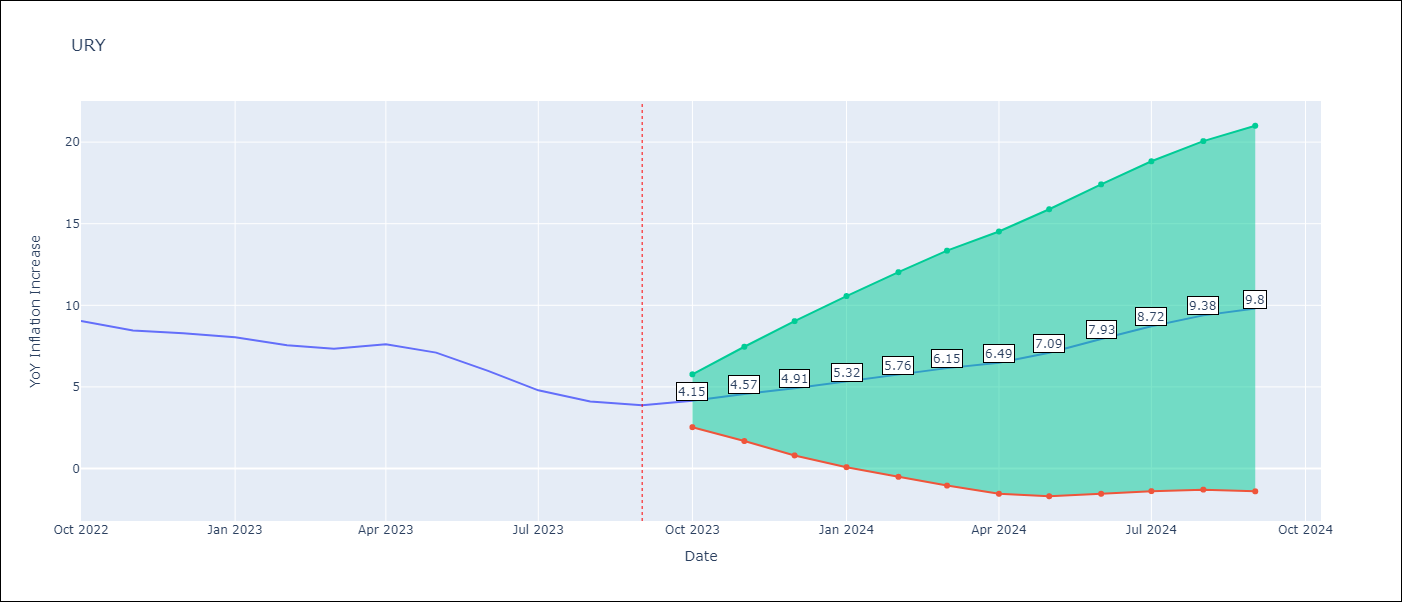 URY
YoY Inflation Increase
20
15
10
5
0
4.15
4.57
4.91
5.32
5.76
6.15
6.49
7.09
7.93
8.72
9.38
9.8
Oct 2022
Jan 2023
Apr 2023
Jul 2023
Oct 2023
Jan 2024
Apr 2024
Jul 2024
Oct 2024
Date